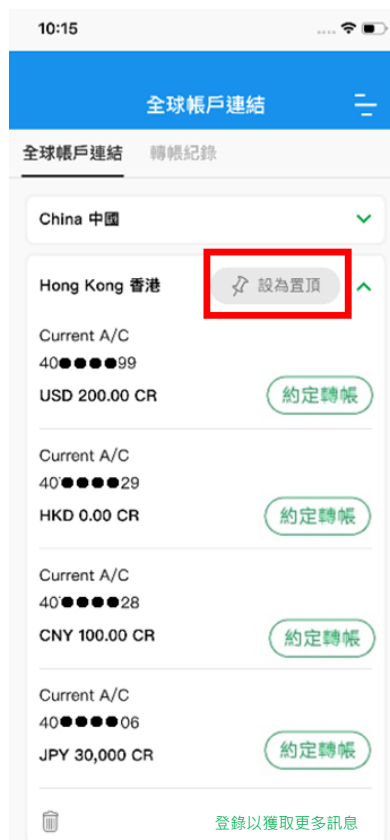 10:15
全球帳戶連結
全球帳戶連結 轉帳紀錄
China 中國
Hong Kong 香港 設為置頂
Current A/C
40●●●●99
USD 200.00 CR 約定轉帳
Current A/C
40●●●●29
HKD 0.00 CR 約定轉帳
Current A/C
40●●●●28
CNY 100.00 CR 約定轉帳
Current A/C
40●●●●06
JPY 30,000 CR 約定轉帳
登錄以獲取更多訊息